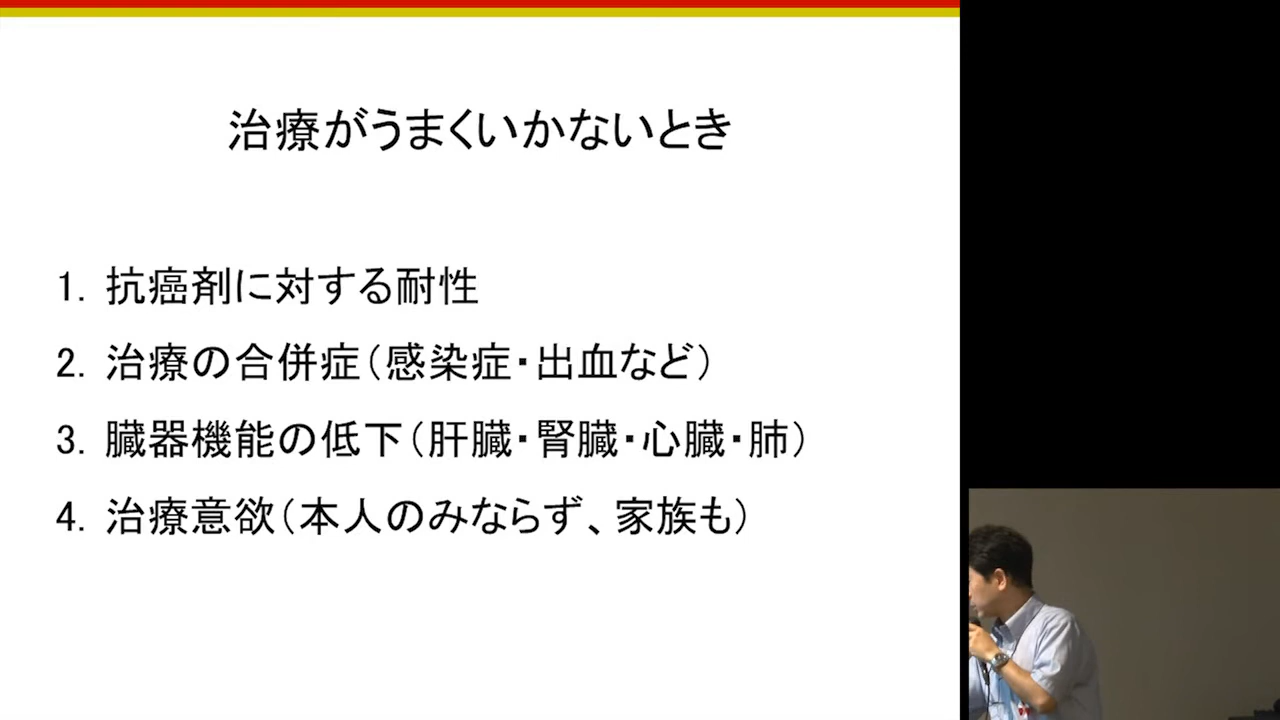 治療がうまくいかないとき
1. 抗癌剤に対する耐性
2. 治療の合併症(感染症・出血など)
3. 臓器機能の低下(肝臓・腎臓・心臓・肺)
4. 治療意欲(本人のみならず、家族も)